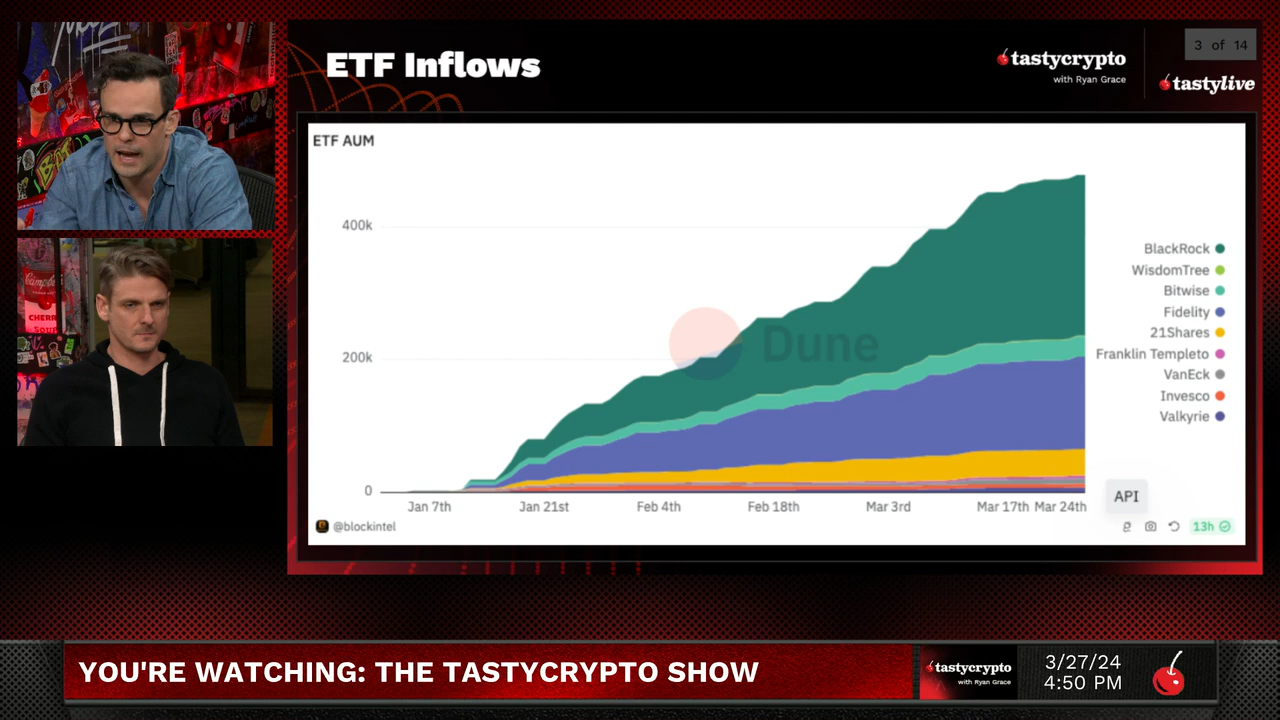 ETF Inflows
tastycrypto
with Ryan Grace
3 of 14
tastylive
ETF AUM
400k
200k
0
Dune
Jan 7th
Jan 21st
Feb 4th
Feb 18th
Mar 3rd
Mar 17th
Mar 24th
BlackRock
WisdomTree
Bitwise
Fidelity
21Shares
Franklin Templeto
VanEck
Invesco
Valkyrie
API
@blockintel
13h
Campbell's
CHERR
SOUP
YOU'RE WATCHING: THE TASTYCRYPTO SHOW
tastycrypto
with Ryan Grace
3/27/24
4:50 PM